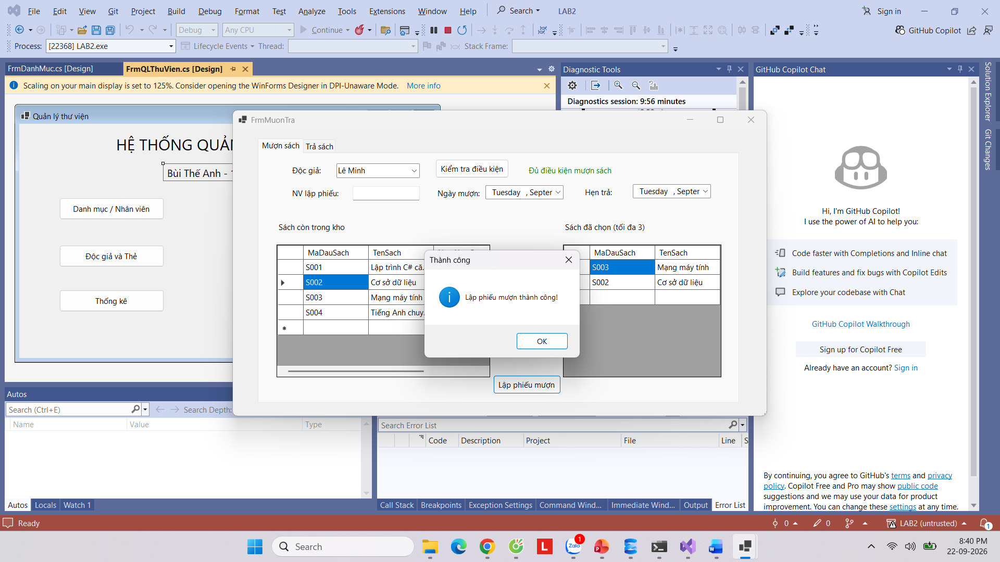 File Edit View Git Project Build Debug Format Test Analyze Tools Extensions Window Help Search LAB2 Sign in
Debug Any CPU Continue GitHub Copilot
Process: [22368] LAB2.exe Lifecycle Events Thread: Stack Frame:
FrmDanhMuc.cs [Design] FrmQLThuVien.cs [Design]
Scaling on your main display is set to 125%. Consider opening the WinForms Designer in DPI-Unaware Mode. More info
Quản lý thư viện
HỆ THỐNG QUẢN
Bùi Thế Anh -
Danh mục / Nhân viên
Độc giả và Thẻ
Thống kê
Diagnostic Tools
Diagnostics session: 9:56 minutes
FrmMuonTra
Mượn sách Trả sách
Độc giả: Lê Minh Kiểm tra điều kiện Đủ điều kiện mượn sách
NV lập phiếu: Ngày mượn: Tuesday , Septer Hẹn trả: Tuesday , Septer
Sách còn trong kho Sách đã chọn (tối đa 3)
MaDauSach TenSach
S001 Lập trình C# că...
S002 Cơ sở dữ liệu
S003 Mạng máy tính
S004 Tiếng Anh chuy...
MaDauSach TenSach
S003 Mạng máy tính
S002 Cơ sở dữ liệu
Thành công
Lập phiếu mượn thành công!
OK
Lập phiếu mượn
GitHub Copilot Chat
Hi, I'm GitHub Copilot!
I use the power of AI to help you:
Code faster with Completions and Inline chat
Build features and fix bugs with Copilot Edits
Explore your codebase with Chat
GitHub Copilot Walkthrough
Sign up for Copilot Free
Already have an account? Sign in
By continuing, you agree to GitHub's terms and privacy
policy. Copilot Free and Pro may show public code
suggestions and we may use your data for product
improvement. You can change these settings at any time.
Solution Explorer
Git Changes
Autos
Search (Ctrl+E) Search Depth:
Name Value Type
Autos Locals Watch 1
Search Error List
Code Description Project File Line S
Call Stack Breakpoints Exception Settings Command Wind... Immediate Wind... Output Error List
Ready 0 0 LAB2 (untrusted) 1
Search Zalo 1 L
8:40 PM
22-09-2026